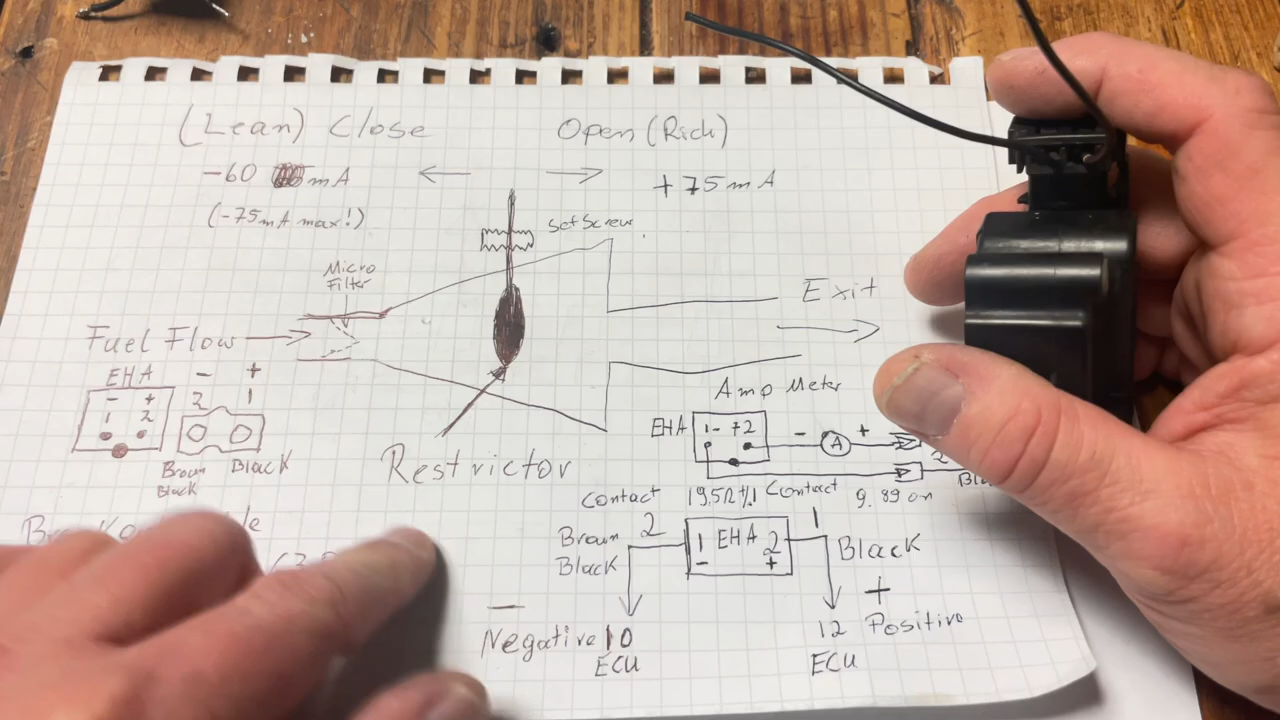 (Lean) Close
Open (Rich)
-60 mA
+75 mA
(-75mA max!)
Set Screw
Micro
Filter
Exit
Fuel Flow
EHA
- +
- +
1 2
2 1
Brown
Black
Black
Restrictor
Amp Meter
EHA
1- +2
- A +
2
Contact
19.5Ω+/1
Contact
9.89 on
Brown
Black
2
1 EHA 2
- +
1
Black
+
-
Negative 10
ECU
12 Positive
ECU